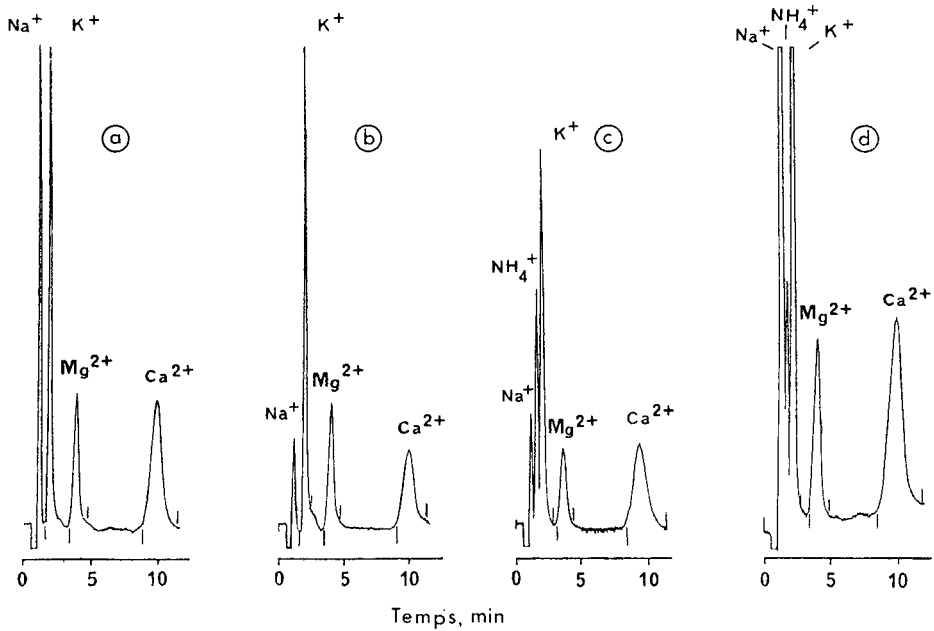 Na+ K+
a
Mg2+
Ca2+
0 5 10
K+
b
Na+
Mg2+
Ca2+
0 5 10
K+
c
NH4+
Na+
Mg2+
Ca2+
0 5 10
NH4+
Na+ K+
d
Mg2+
Ca2+
0 5 10
Temps, min